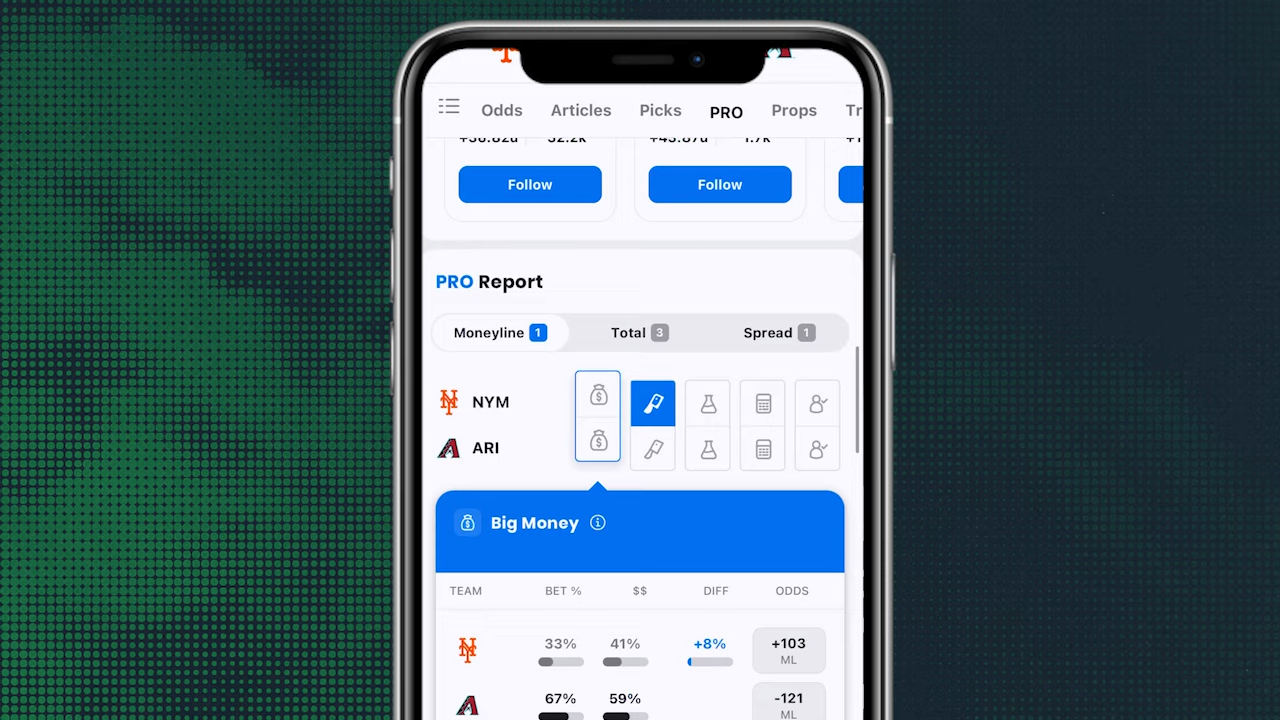 Odds Articles Picks PRO Props Tr
Follow Follow
PRO Report
Moneyline 1 Total 3 Spread 1
NYM
ARI
Big Money
TEAM BET % $$ DIFF ODDS
33% 41% +8% +103
ML
67% 59% -121
ML